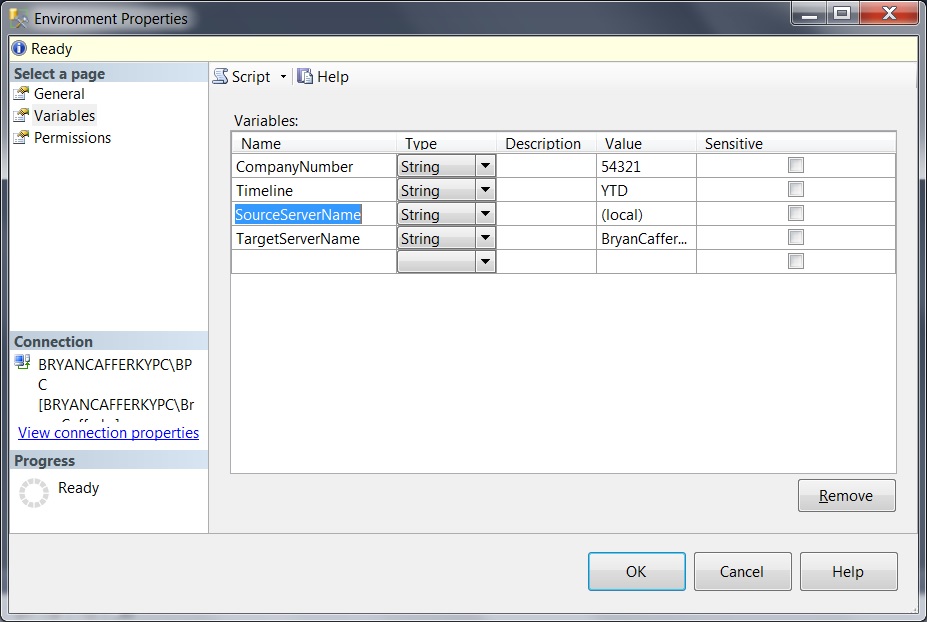 Environment Properties
Ready
Select a page
General
Variables
Permissions
Script Help
Variables:
Name Type Description Value Sensitive
CompanyNumber String 54321
Timeline String YTD
SourceServerName String (local)
TargetServerName String BryanCaffer...
Connection
BRYANCAFFERKYPC\BP
C
[BRYANCAFFERKYPC\Br
View connection properties
Progress
Ready
Remove
OK Cancel Help